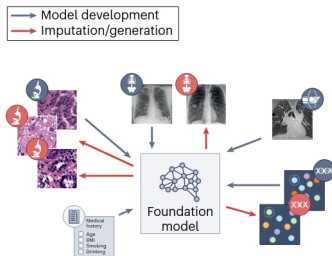 Model development
Imputation/generation
XXX
XXX
Foundation
model
Medical
history
Age
BMI
Smoking
Drinking